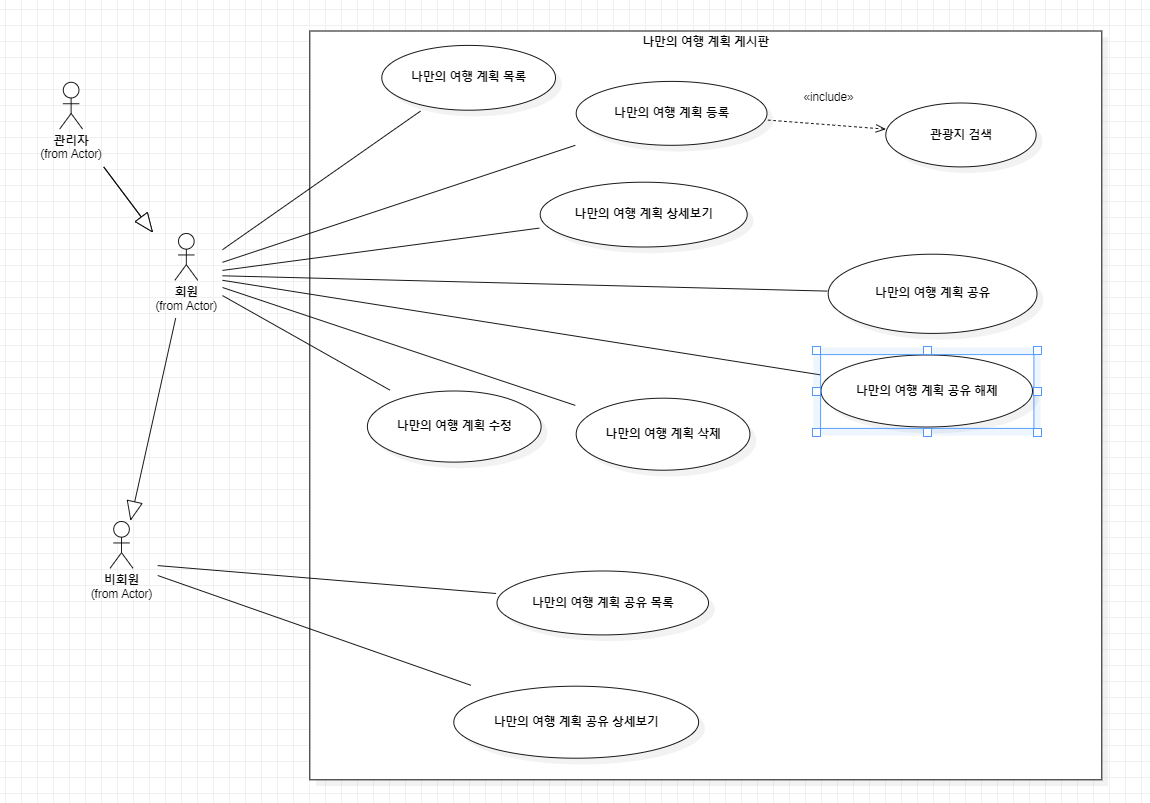 나만의 여행 계획 게시판
나만의 여행 계획 목록
관리자
(from Actor)
나만의 여행 계획 등록
«include»
관광지 검색
나만의 여행 계획 상세보기
회원
(from Actor)
나만의 여행 계획 공유
나만의 여행 계획 공유 해제
나만의 여행 계획 수정
나만의 여행 계획 삭제
비회원
(from Actor)
나만의 여행 계획 공유 목록
나만의 여행 계획 공유 상세보기